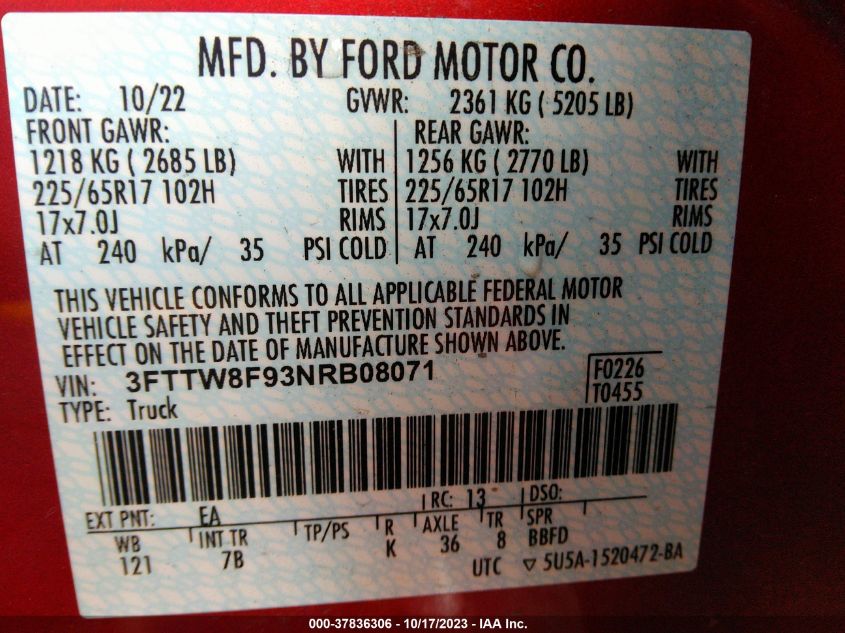 MFD. BY FORD MOTOR CO.
DATE: 10/22 GVWR: 2361 KG ( 5205 LB)
FRONT GAWR: REAR GAWR:
1218 KG ( 2685 LB) WITH 1256 KG ( 2770 LB) WITH
225/65R17 102H TIRES 225/65R17 102H TIRES
17x7.0J RIMS 17x7.0J RIMS
AT 240 kPa/ 35 PSI COLD AT 240 kPa/ 35 PSI COLD
THIS VEHICLE CONFORMS TO ALL APPLICABLE FEDERAL MOTOR
VEHICLE SAFETY AND THEFT PREVENTION STANDARDS IN
EFFECT ON THE DATE OF MANUFACTURE SHOWN ABOVE.
VIN: 3FTTW8F93NRB08071 F0226
TYPE: Truck T0455
EXT PNT: EA RC: 13 DSO:
WB INT TR TP/PS R AXLE TR SPR
121 7B K 36 8 BBFD
UTC ▽ 5U5A-1520472-BA
000-37836306 - 10/17/2023 - IAA Inc.